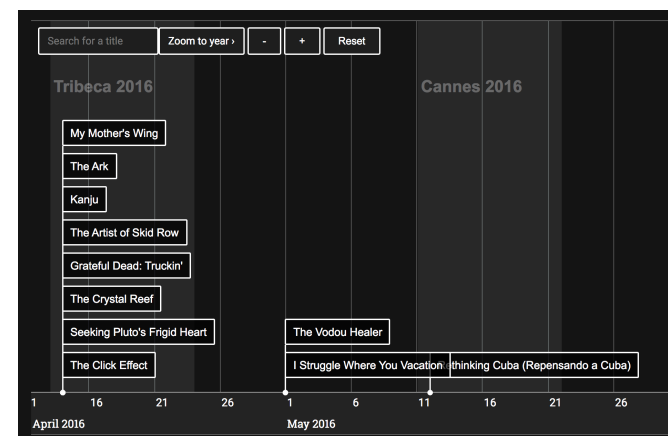 Search for a title
Zoom to year ›
-
+
Reset
Tribeca 2016
Cannes 2016
My Mother's Wing
The Ark
Kanju
The Artist of Skid Row
Grateful Dead: Truckin'
The Crystal Reef
Seeking Pluto's Frigid Heart
The Vodou Healer
The Click Effect
I Struggle Where You Vacation
(Repensando a Cuba)
1 16 21 26 1 6 11 16 21 26
April 2016 May 2016